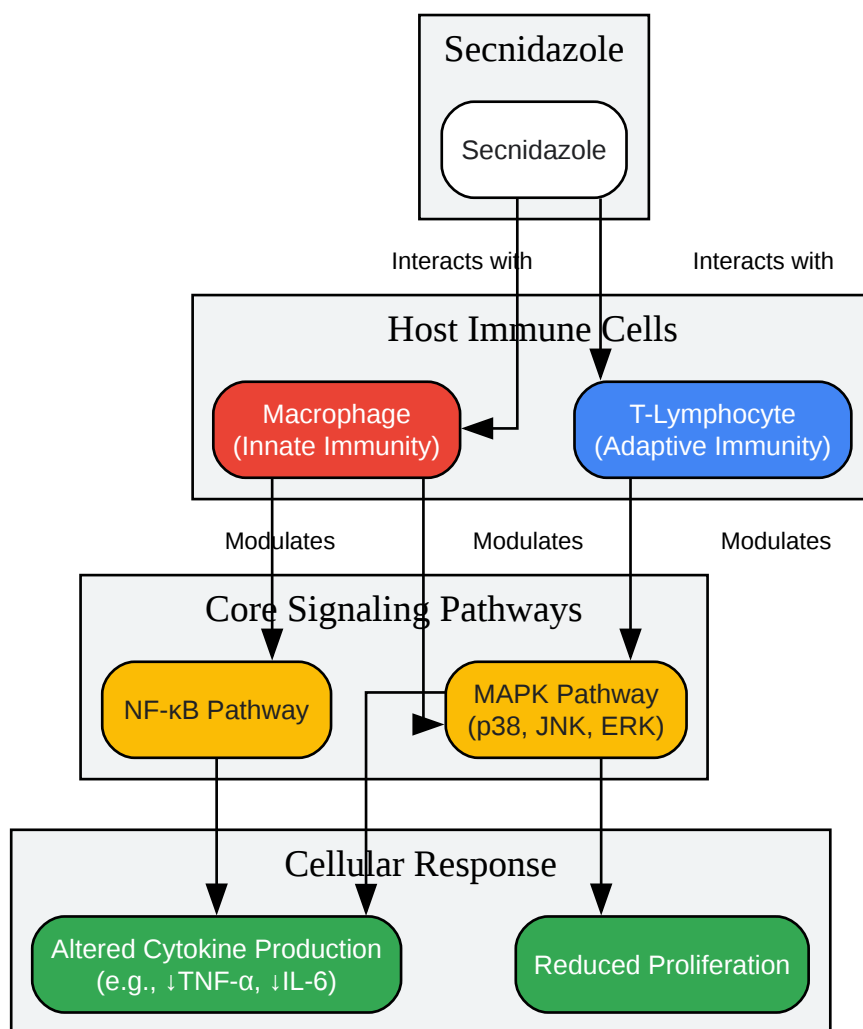 Secnidazole
Secnidazole
Interacts with
Interacts with
Host Immune Cells
Macrophage
(Innate Immunity)
T-Lymphocyte
(Adaptive Immunity)
Modulates
Modulates
Modulates
Core Signaling Pathways
NF-κB Pathway
MAPK Pathway
(p38, JNK, ERK)
Cellular Response
Altered Cytokine Production
(e.g., ↓TNF-α, ↓IL-6)
Reduced Proliferation